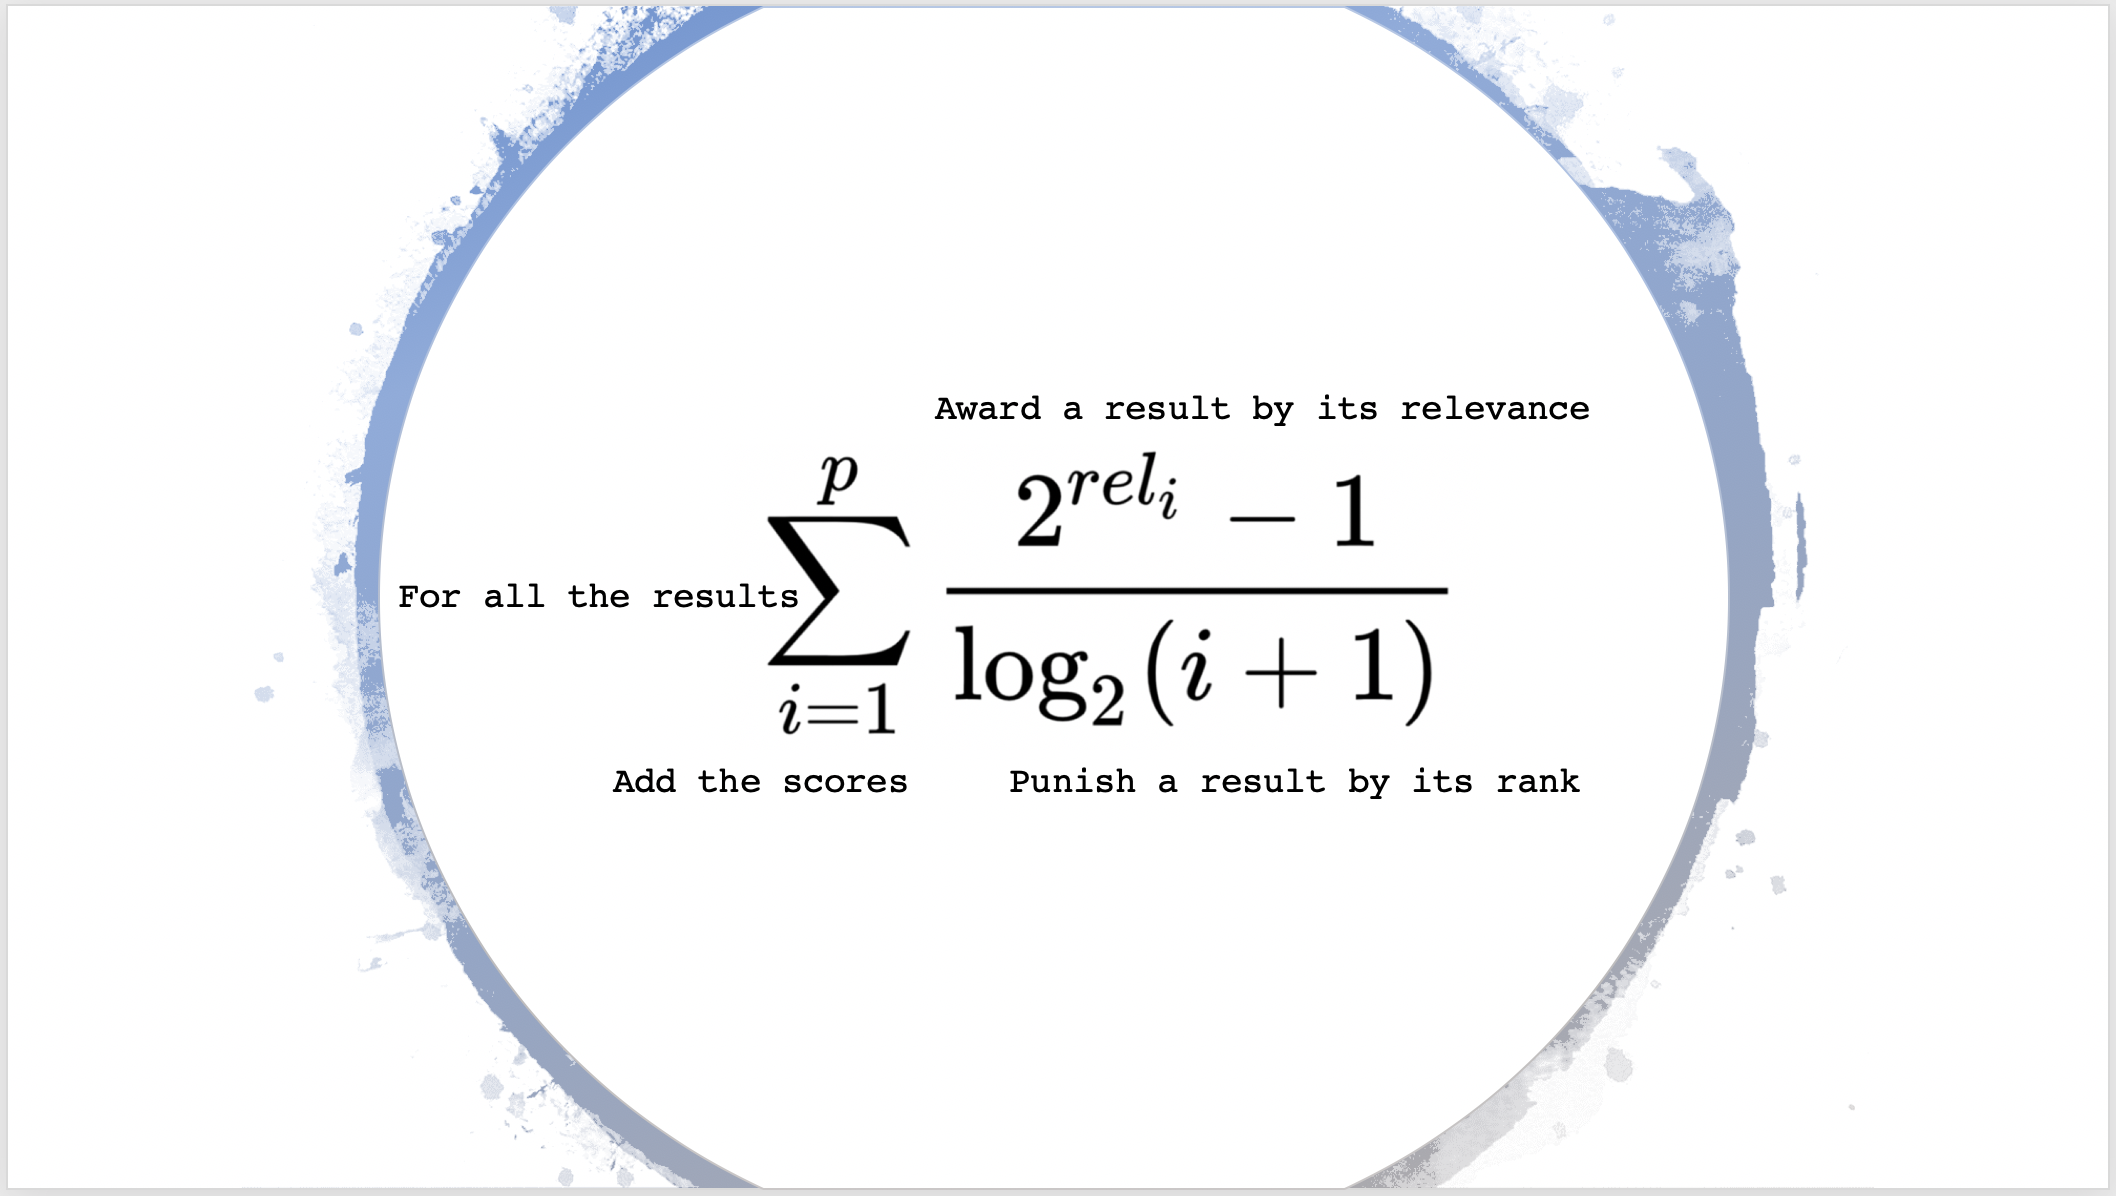 Award a result by its relevance
For all the results
\sum_{i=1}^{p} \frac{2^{rel_i} - 1}{\log_2(i + 1)}
Add the scores
Punish a result by its rank